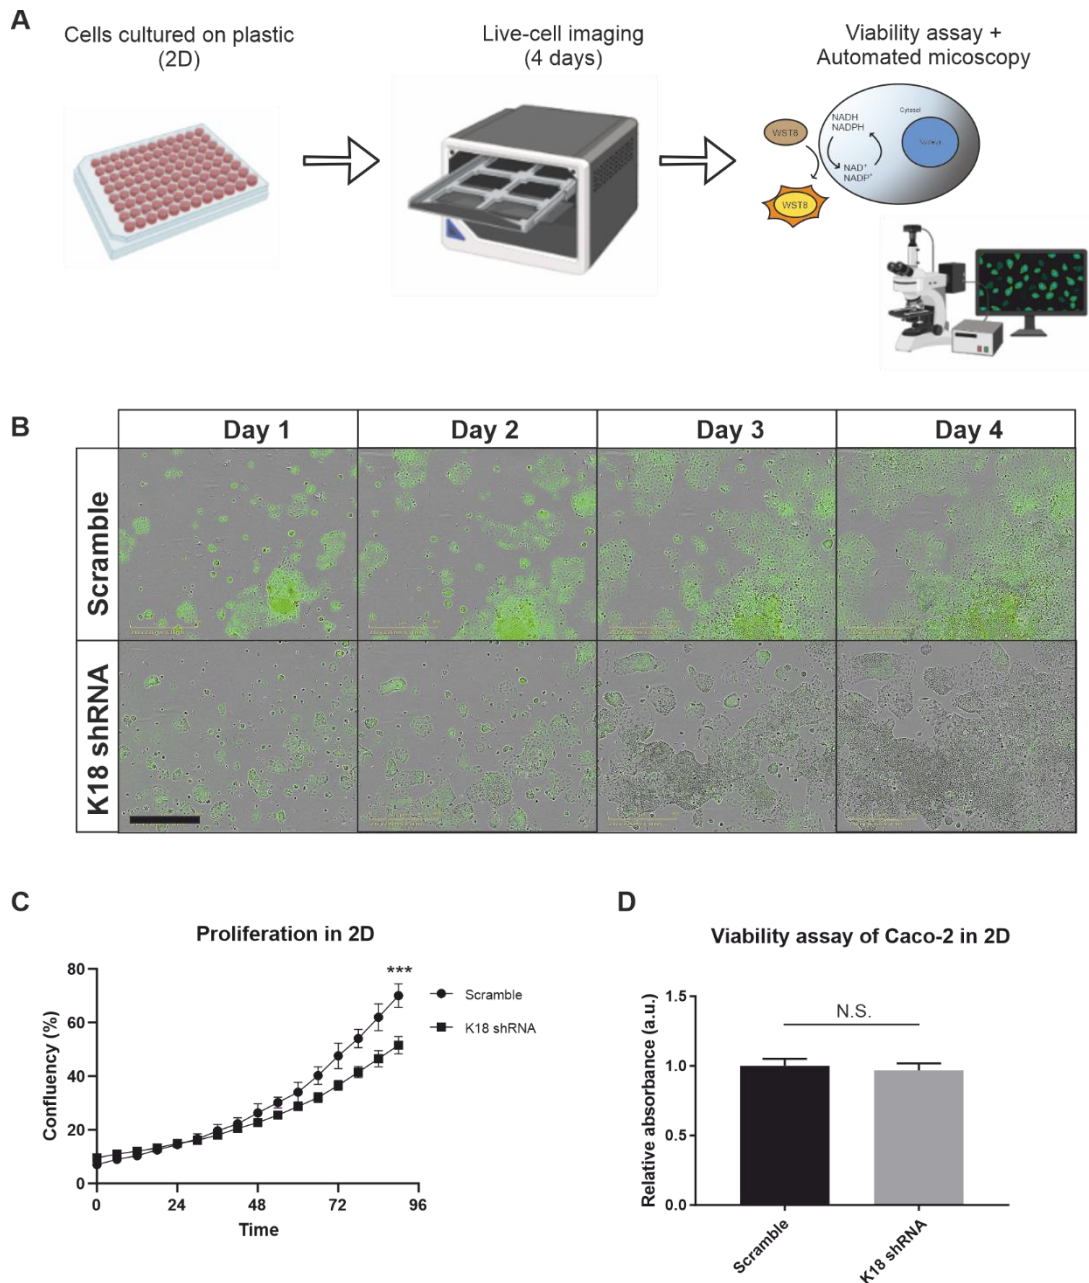 A
Cells cultured on plastic
(2D)
Live-cell imaging
(4 days)
Viability assay +
Automated micoscopy
Cytosol
NADH
NADPH
WST8
Nucleus
NAD+
NADP+
WST8
B
Day 1
Day 2
Day 3
Day 4
Scramble
K18 shRNA
C
Proliferation in 2D
80
60
40
20
0
Confluency (%)
***
Scramble
K18 shRNA
0
24
48
72
96
Time
D
Viability assay of Caco-2 in 2D
1.5
1.0
0.5
0.0
Relative absorbance (a.u.)
N.S.
Scramble
K18 shRNA